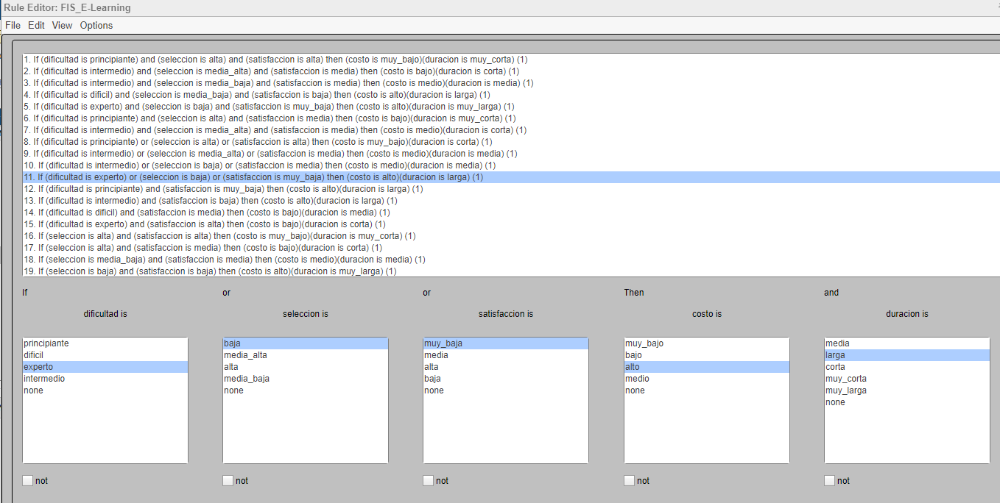 Rule Editor: FIS_E-Learning
File Edit View Options
1. If (dificultad is principiante) and (seleccion is alta) and (satisfaccion is alta) then (costo is muy_bajo)(duracion is muy_corta) (1)
2. If (dificultad is intermedio) and (seleccion is media_alta) and (satisfaccion is media) then (costo is bajo)(duracion is corta) (1)
3. If (dificultad is intermedio) and (seleccion is media_baja) and (satisfaccion is media) then (costo is medio)(duracion is media) (1)
4. If (dificultad is dificil) and (seleccion is media_baja) and (satisfaccion is baja) then (costo is alto)(duracion is larga) (1)
5. If (dificultad is experto) and (seleccion is baja) and (satisfaccion is muy_baja) then (costo is alto)(duracion is muy_larga) (1)
6. If (dificultad is principiante) and (seleccion is alta) and (satisfaccion is media) then (costo is bajo)(duracion is muy_corta) (1)
7. If (dificultad is intermedio) and (seleccion is media_alta) and (satisfaccion is media) then (costo is medio)(duracion is corta) (1)
8. If (dificultad is principiante) or (seleccion is alta) or (satisfaccion is alta) then (costo is muy_bajo)(duracion is corta) (1)
9. If (dificultad is intermedio) or (seleccion is media_alta) or (satisfaccion is media) then (costo is medio)(duracion is media) (1)
10. If (dificultad is intermedio) or (seleccion is baja) or (satisfaccion is media) then (costo is medio)(duracion is media) (1)
11. If (dificultad is experto) or (seleccion is baja) or (satisfaccion is muy_baja) then (costo is alto)(duracion is larga) (1)
12. If (dificultad is principiante) and (satisfaccion is muy_baja) then (costo is alto)(duracion is larga) (1)
13. If (dificultad is intermedio) and (satisfaccion is baja) then (costo is alto)(duracion is larga) (1)
14. If (dificultad is dificil) and (satisfaccion is media) then (costo is bajo)(duracion is media) (1)
15. If (dificultad is experto) and (satisfaccion is alta) then (costo is bajo)(duracion is corta) (1)
16. If (seleccion is alta) and (satisfaccion is alta) then (costo is muy_bajo)(duracion is muy_corta) (1)
17. If (seleccion is alta) and (satisfaccion is media) then (costo is bajo)(duracion is corta) (1)
18. If (seleccion is media_baja) and (satisfaccion is media) then (costo is medio)(duracion is media) (1)
19. If (seleccion is baja) and (satisfaccion is baja) then (costo is alto)(duracion is muy_larga) (1)
If
dificultad is
principiante
dificil
experto
intermedio
none
not
or
seleccion is
baja
media_alta
alta
media_baja
none
not
or
satisfaccion is
muy_baja
media
alta
baja
none
not
Then
costo is
muy_bajo
bajo
alto
medio
none
not
and
duracion is
media
larga
corta
muy_corta
muy_larga
none
not